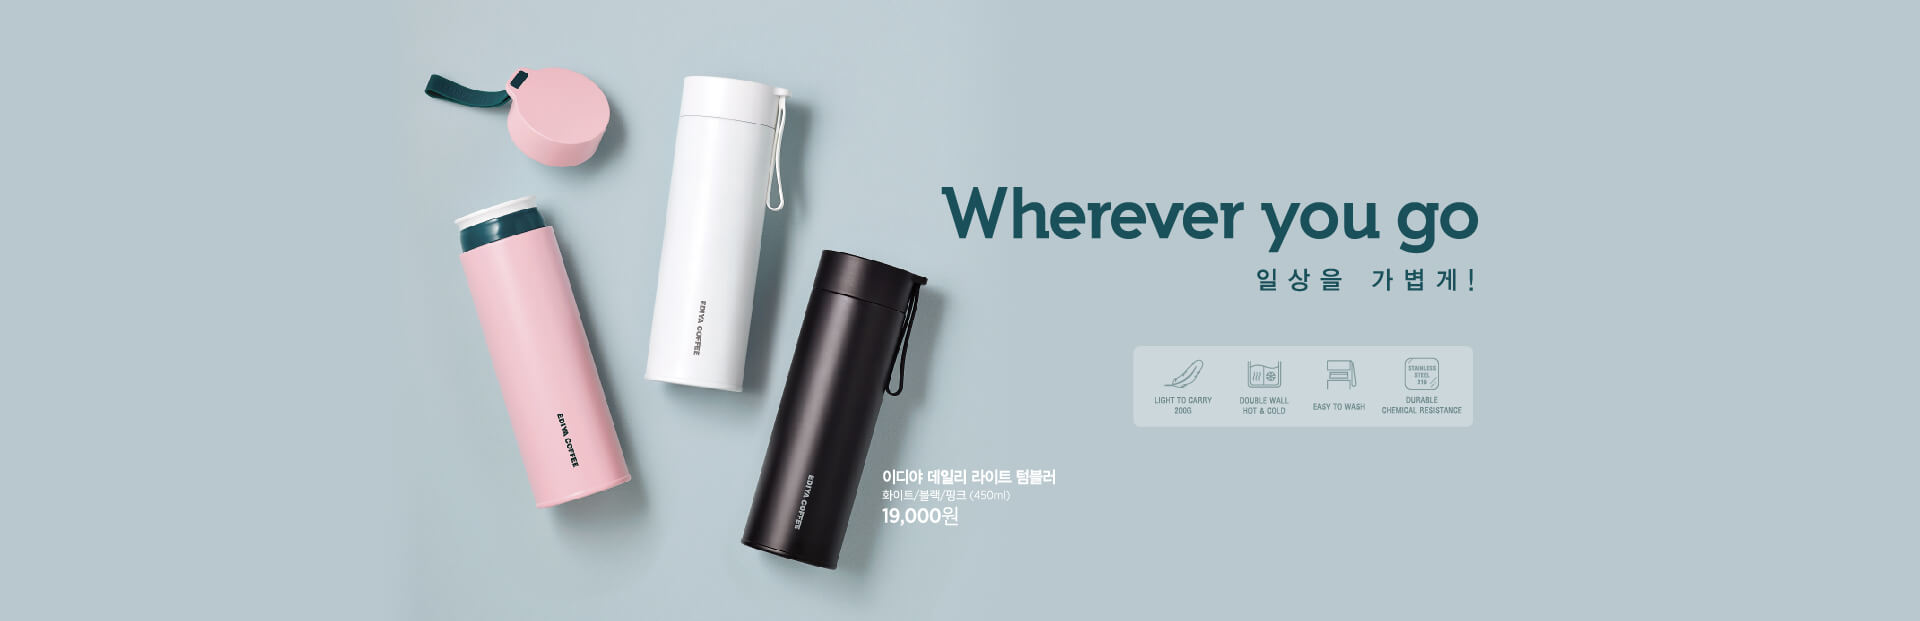 Wherever you go
일상을 가볍게!
LIGHT TO CARRY
200G
DOUBLE WALL
HOT & COLD
EASY TO WASH
STAINLESS
STEEL
316
DURABLE
CHEMICAL RESISTANCE
EDIYA COFFEE
EDIYA COFFEE
EDIYA COFFEE
이디야 데일리 라이트 텀블러
화이트/블랙/핑크 (450ml)
19,000원